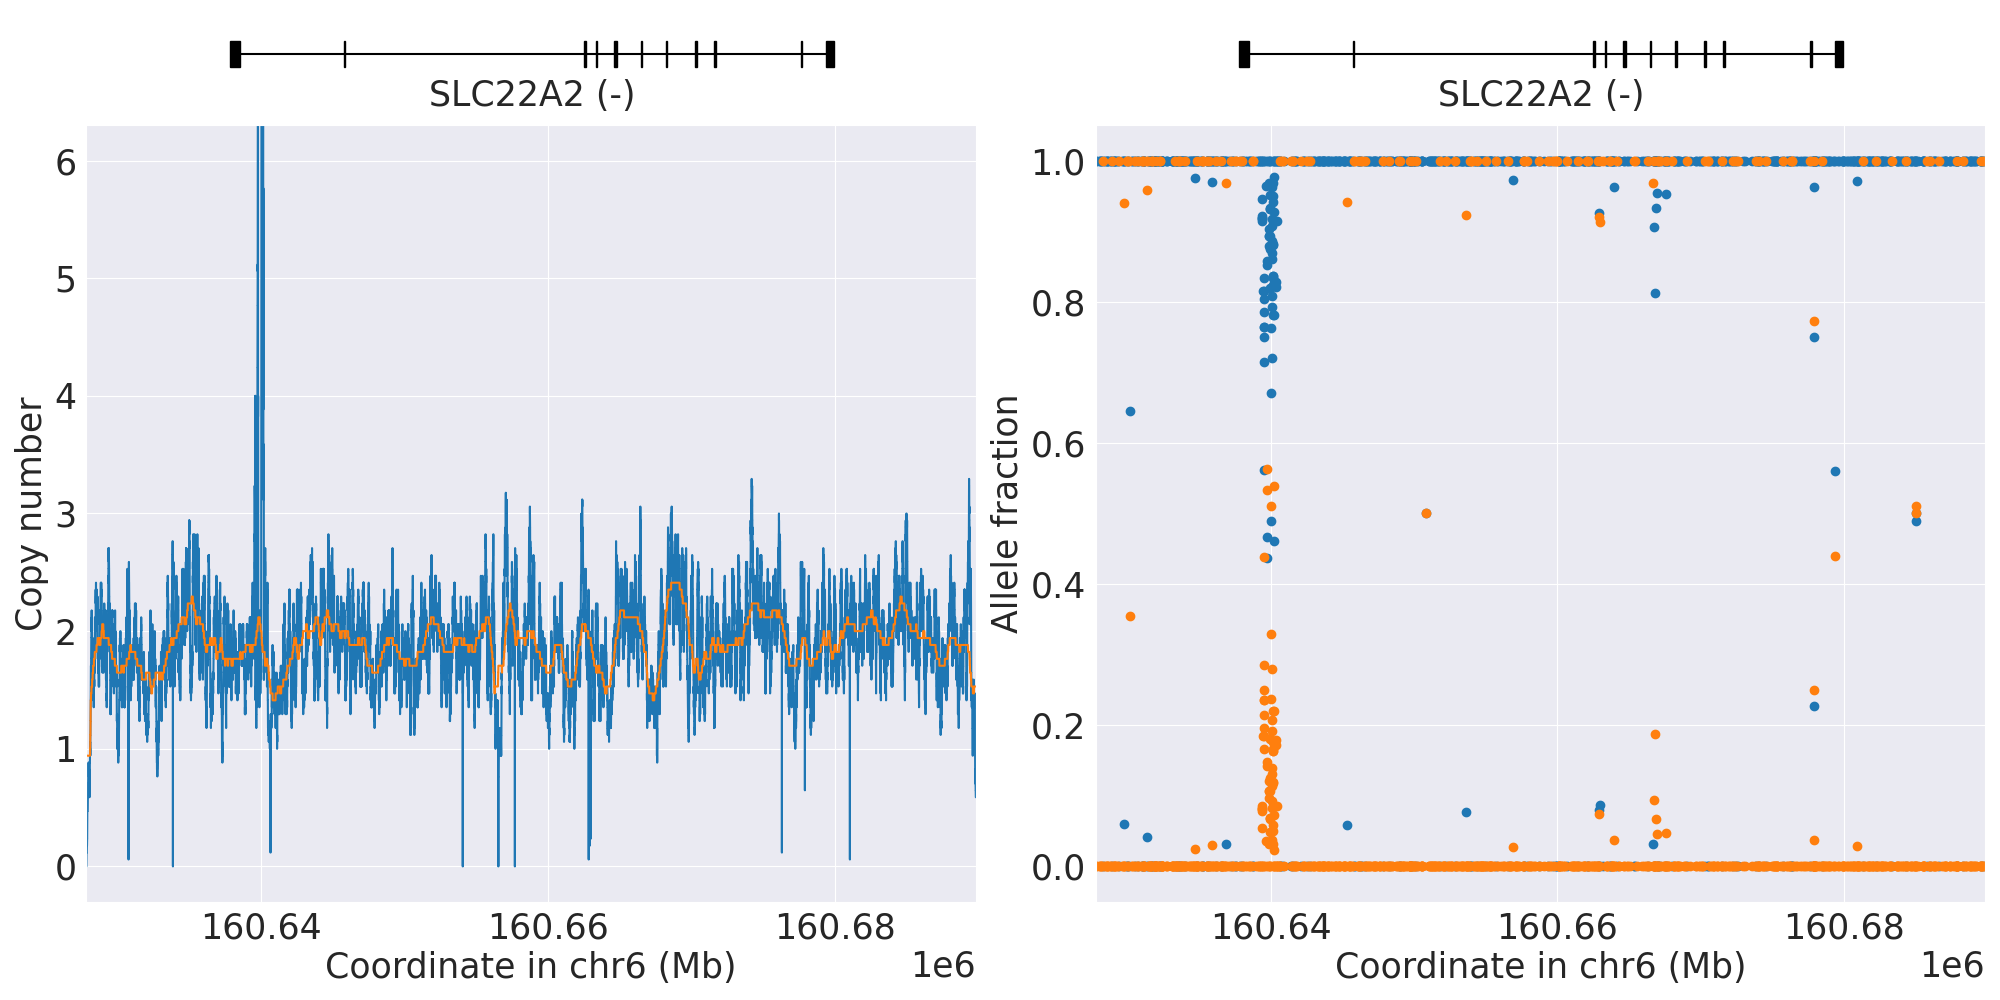 SLC22A2 (-)
6
5
4
3
2
1
0
Copy number
160.64
160.66
160.68
Coordinate in chr6 (Mb)
1e6
SLC22A2 (-)
1.0
0.8
0.6
0.4
0.2
0.0
Allele fraction
160.64
160.66
160.68
Coordinate in chr6 (Mb)
1e6